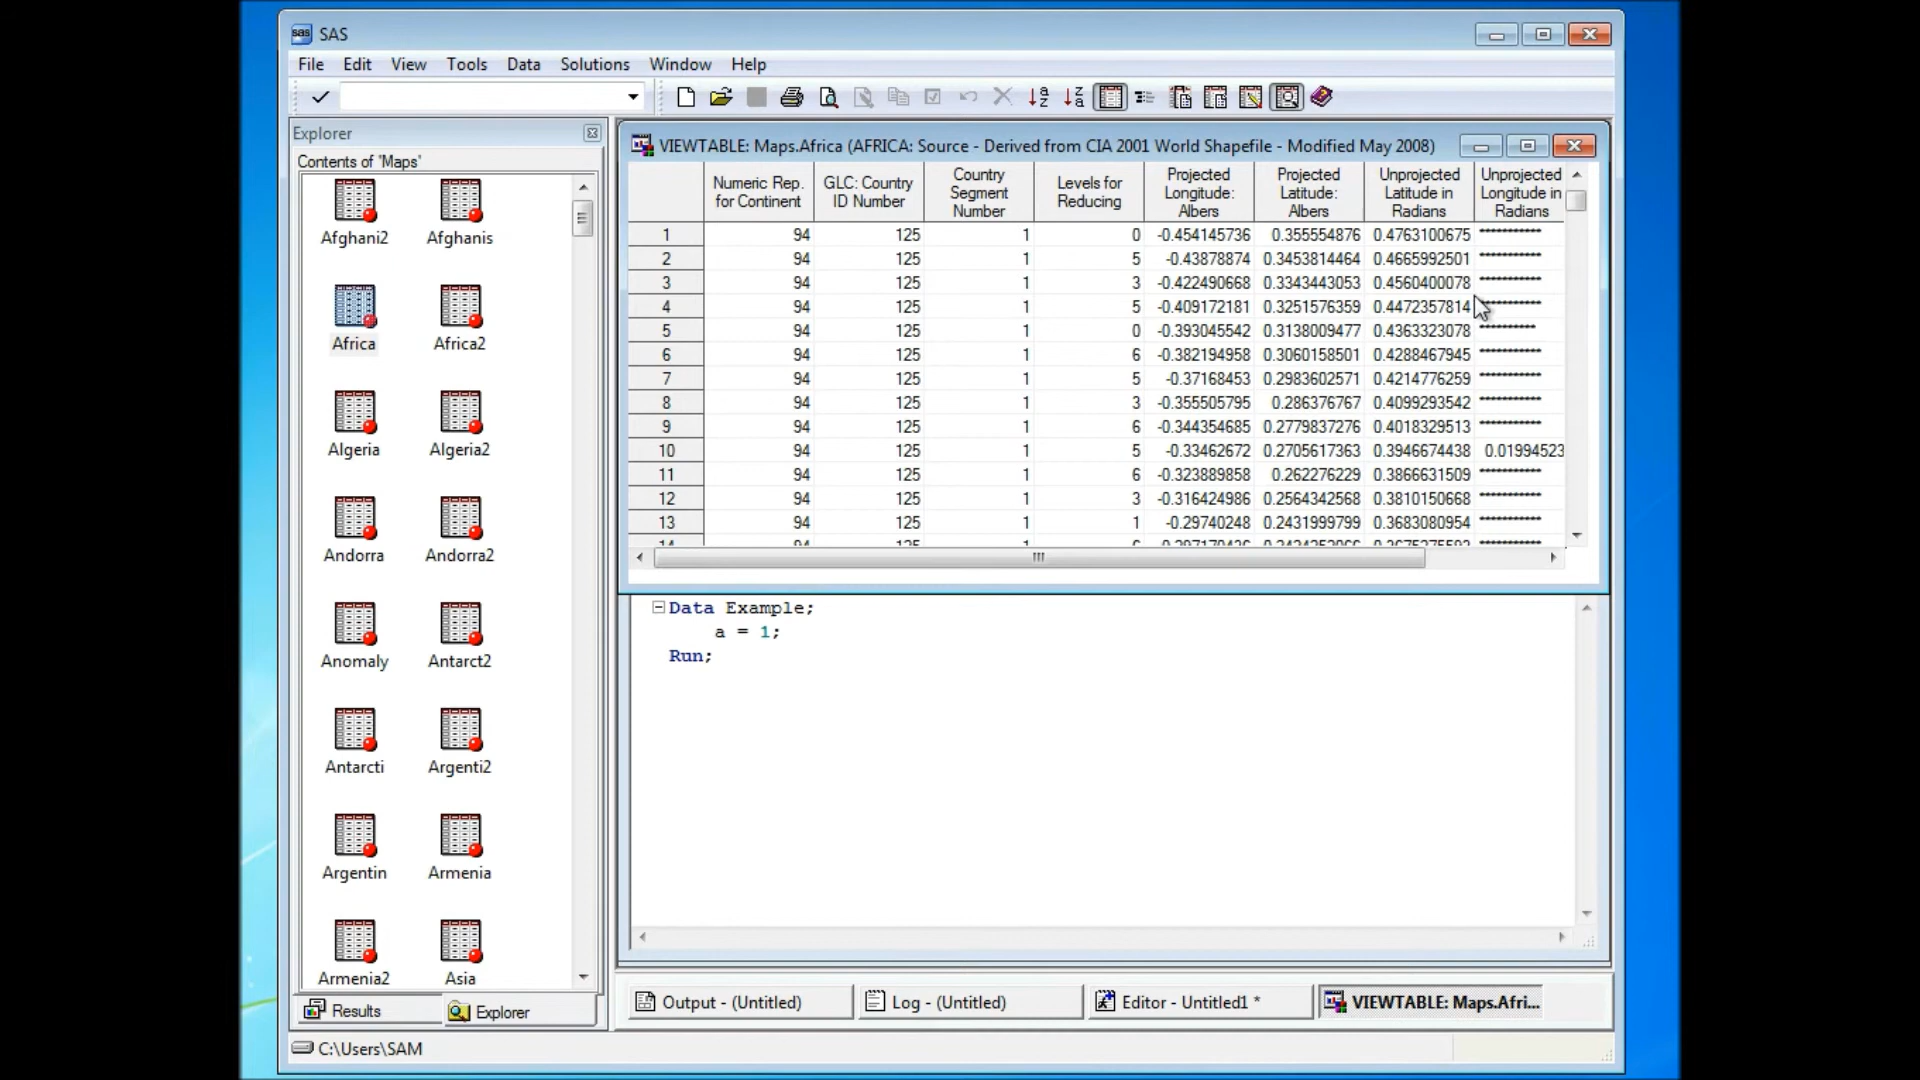 SAS
File Edit View Tools Data Solutions Window Help
Explorer
Contents of 'Maps'
Afghani2 Afghanis
Africa Africa2
Algeria Algeria2
Andorra Andorra2
Anomaly Antarct2
Antarcti Argenti2
Argentin Armenia
Armenia2 Asia
Results Explorer
C:\Users\SAM
VIEWTABLE: Maps.Africa (AFRICA: Source - Derived from CIA 2001 World Shapefile - Modified May 2008)
Numeric Rep. for Continent GLC: Country ID Number Country Segment Number Levels for Reducing Projected Longitude: Albers Projected Latitude: Albers Unprojected Latitude in Radians Unprojected Longitude in Radians
1 94 125 1 0 -0.454145736 0.355554876 0.4763100675 ***********
2 94 125 1 5 -0.43878874 0.3453814464 0.4665992501 ***********
3 94 125 1 3 -0.422490668 0.3343443053 0.4560400078 ***********
4 94 125 1 5 -0.409172181 0.3251576359 0.4472357814 ***********
5 94 125 1 0 -0.393045542 0.3138009477 0.4363323078 **********
6 94 125 1 6 -0.382194958 0.3060158501 0.4288467945 ***********
7 94 125 1 5 -0.37168453 0.2983602571 0.4214776259 ***********
8 94 125 1 3 -0.355505795 0.286376767 0.4099293542 ***********
9 94 125 1 6 -0.344354685 0.2779837276 0.4018329513 ***********
10 94 125 1 5 -0.33462672 0.2705617363 0.3946674438 0.01994523
11 94 125 1 6 -0.323889858 0.262276229 0.3866631509 ***********
12 94 125 1 3 -0.316424986 0.2564342568 0.3810150668 ***********
13 94 125 1 1 -0.29740248 0.2431999799 0.3683080954 ***********
Data Example;
a = 1;
Run;
Output - (Untitled) Log - (Untitled) Editor - Untitled1 * VIEWTABLE: Maps.Afri...